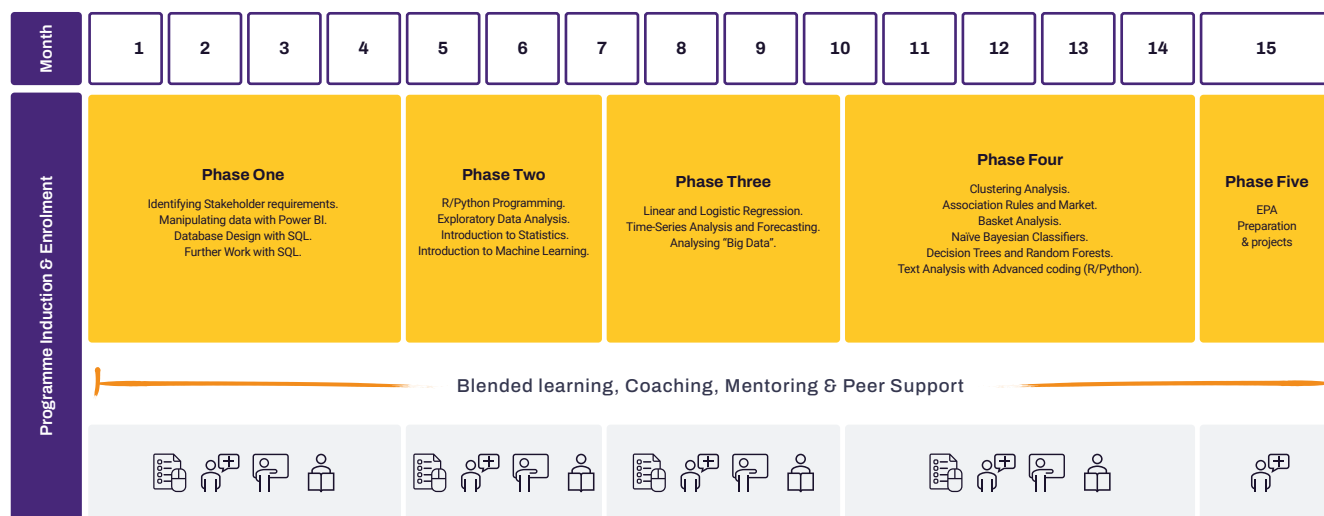 Month
1
2
3
4
5
6
7
8
9
10
11
12
13
14
15
Programme Induction & Enrolment
Phase One
Identifying Stakeholder requirements.
Manipulating data with Power BI.
Database Design with SQL.
Further Work with SQL.
Phase Two
R/Python Programming.
Exploratory Data Analysis.
Introduction to Statistics.
Introduction to Machine Learning.
Phase Three
Linear and Logistic Regression.
Time-Series Analysis and Forecasting.
Analysing “Big Data”.
Phase Four
Clustering Analysis.
Association Rules and Market.
Basket Analysis.
Naïve Bayesian Classifiers.
Decision Trees and Random Forests.
Text Analysis with Advanced coding (R/Python).
Phase Five
EPA
Preparation
& projects
Blended learning, Coaching, Mentoring & Peer Support